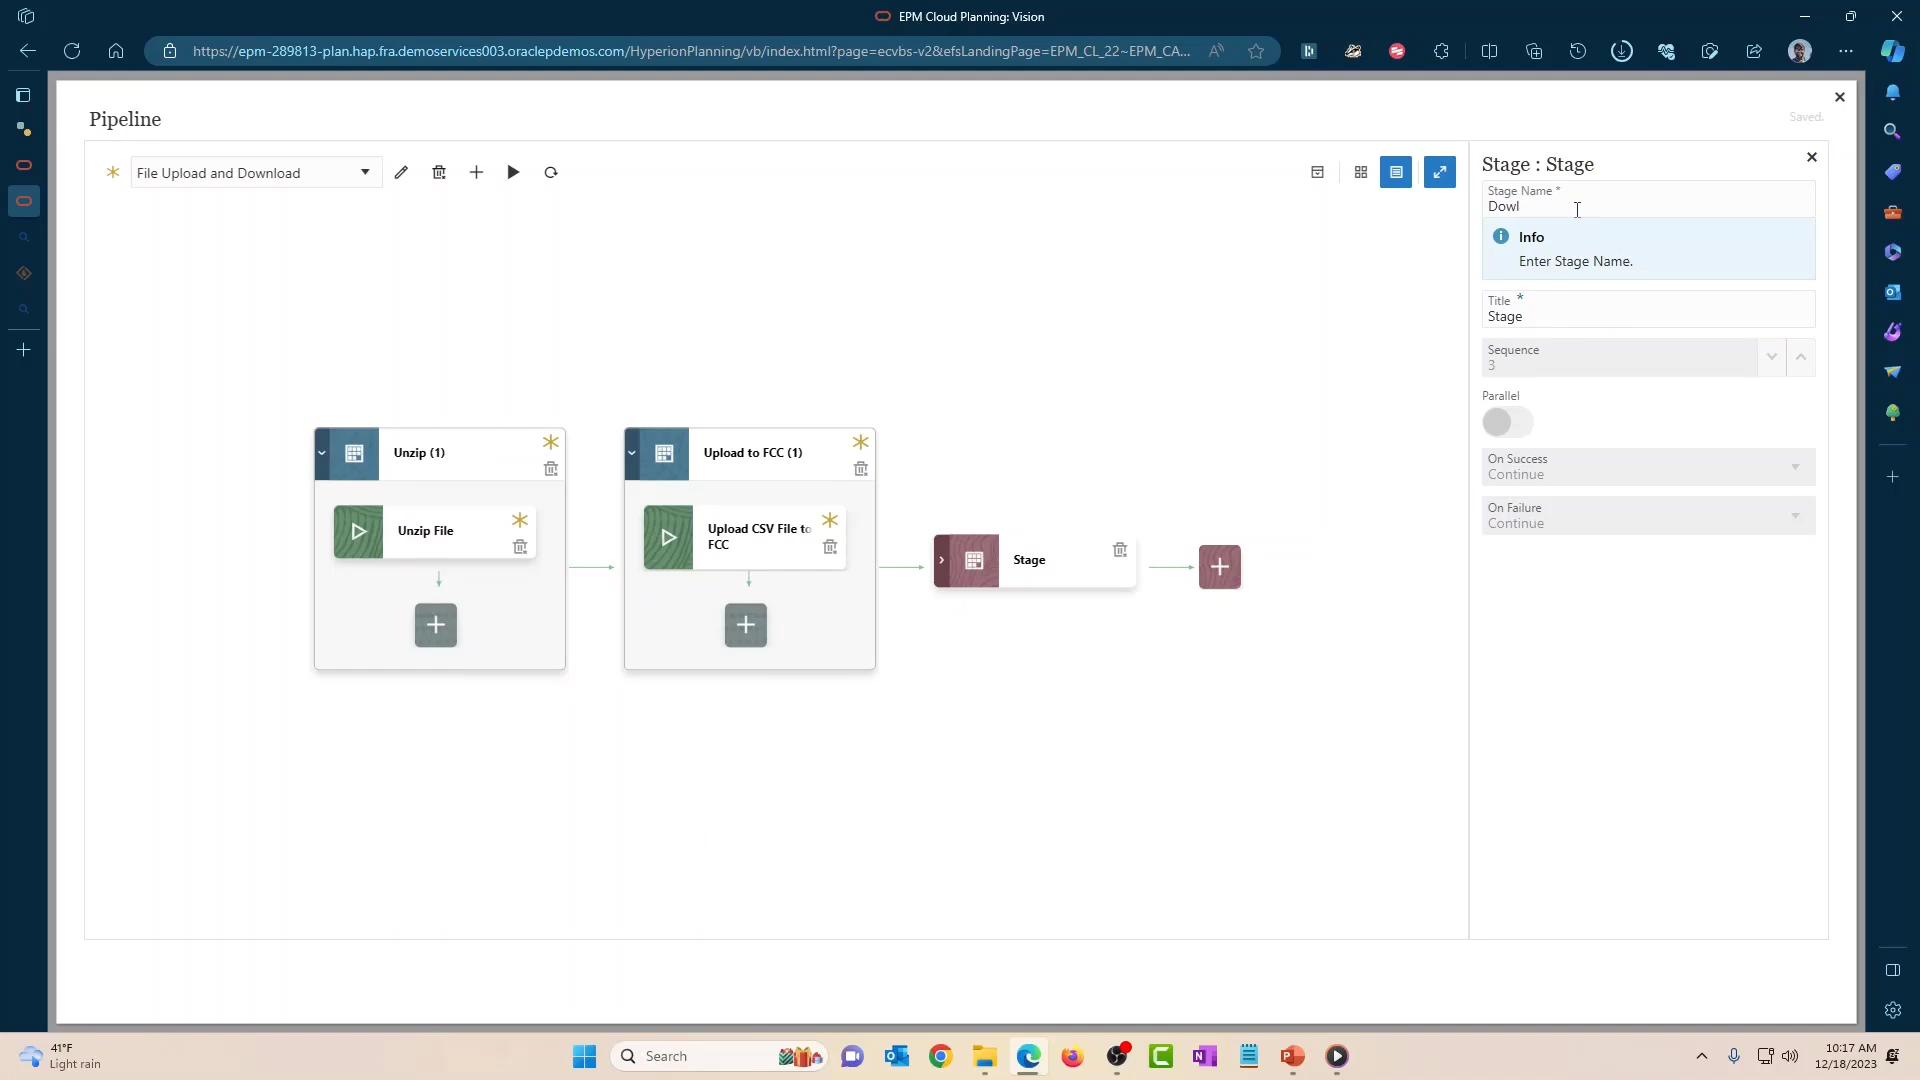 EPM Cloud Planning: Vision
https://epm-289813-plan.hap.fra.demoservices003.oraclepdemos.com/HyperionPlanning/vb/index.html?page=ecvbs-v2&efsLandingPage=EPM_CL_22~EPM_CA...
Pipeline
Saved.
File Upload and Download
Stage : Stage
Stage Name *
Dowl
Info
Enter Stage Name.
Title *
Stage
Sequence
3
Parallel
On Success
Continue
On Failure
Continue
Unzip (1)
Unzip File
Upload to FCC (1)
Upload CSV File to
FCC
Stage
41°F
Light rain
Search
10:17 AM
12/18/2023